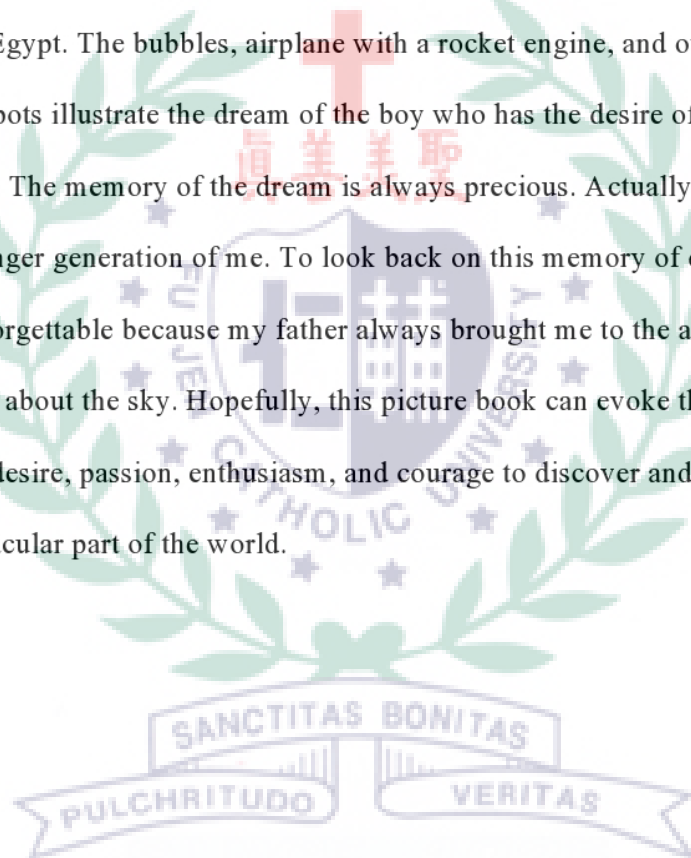 Egypt. The bubbles, airplane with a rocket engine, and o
ots illustrate the dream of the boy who has the desire of
The memory of the dream is always precious. Actually
ger generation of me. To look back on this memory of
orgettable because my father always brought me to the a
about the sky. Hopefully, this picture book can evoke th
desire, passion, enthusiasm, and courage to discover and
cular part of the world.
真善美聖
FU JEN CATHOLIC UNIVERSITY
SANCTITAS BONITAS
PULCHRITUDO VERITAS